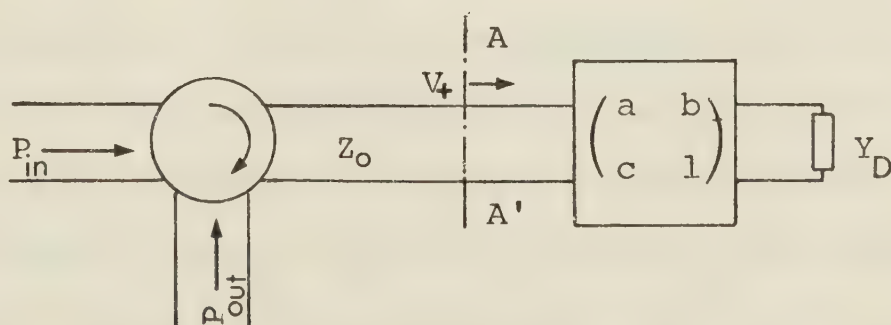 A
V+
a b
c 1
P_in
Z_o
Y_D
A'
P_out